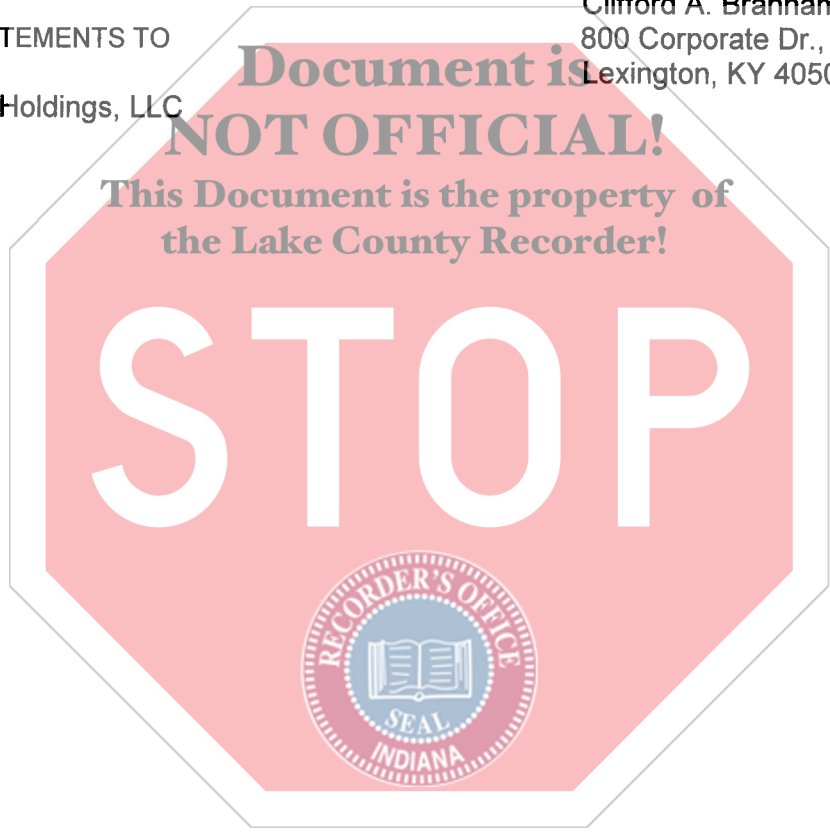 Clifford A. Branham
TEMENTS TO
800 Corporate Dr.,
Lexington, KY 4050
Holdings, LLC
Document is
NOT OFFICIAL!
This Document is the property of
the Lake County Recorder!
STOP
RECORDER'S OFFICE
SEAL
INDIANA